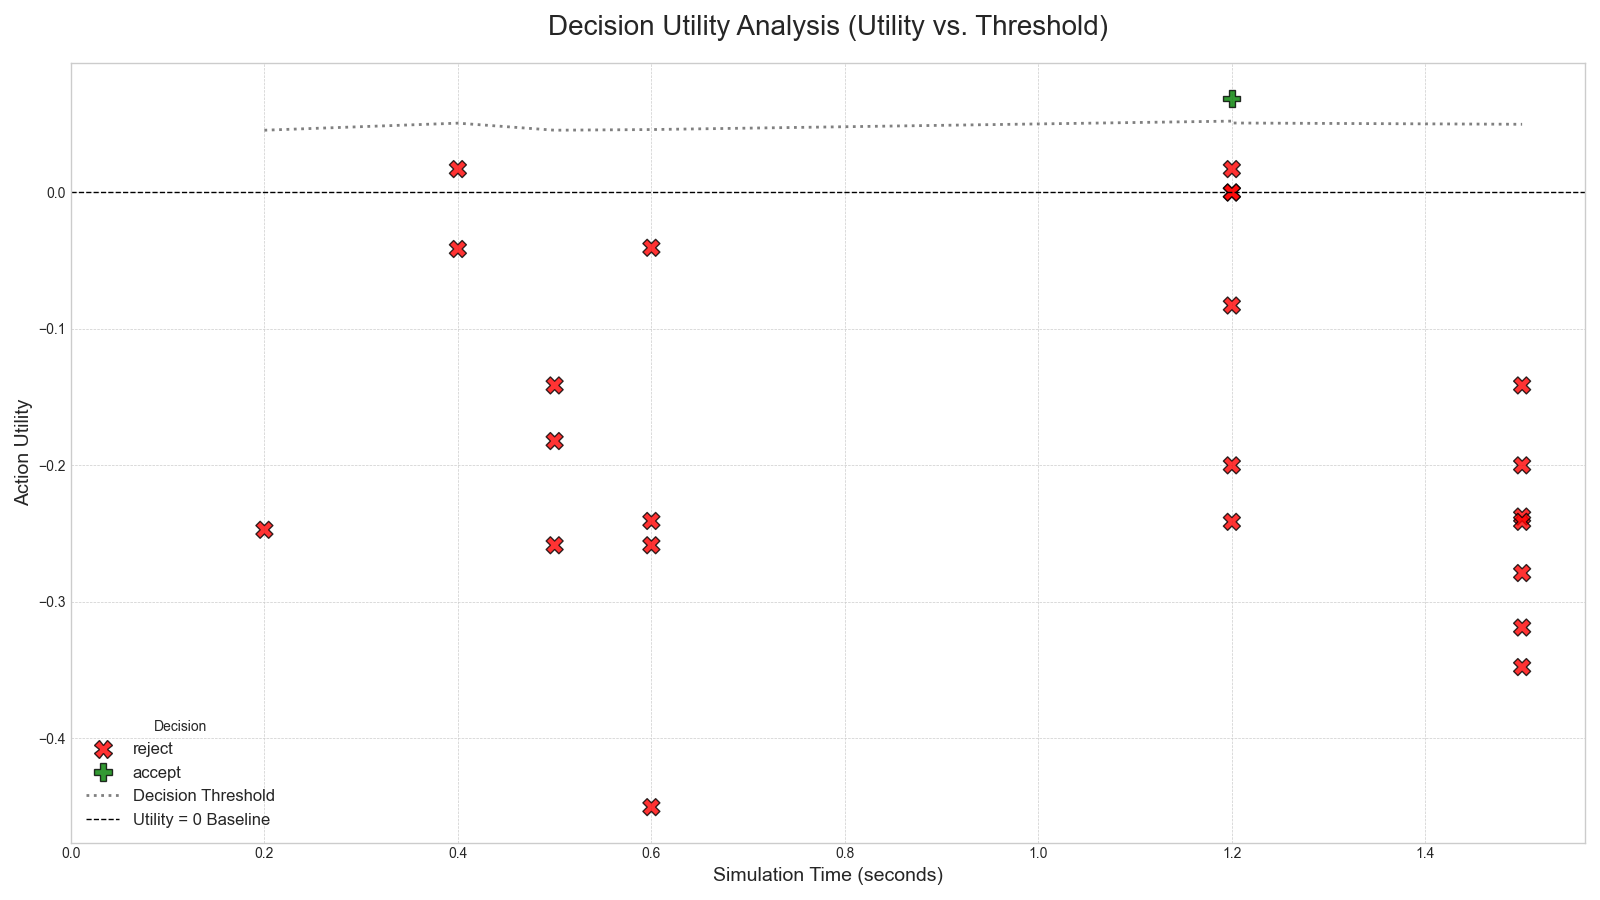 Decision Utility Analysis (Utility vs. Threshold)
Action Utility
0.0
−0.1
−0.2
−0.3
−0.4
Decision
reject
accept
Decision Threshold
Utility = 0 Baseline
0.0 0.2 0.4 0.6 0.8 1.0 1.2 1.4
Simulation Time (seconds)